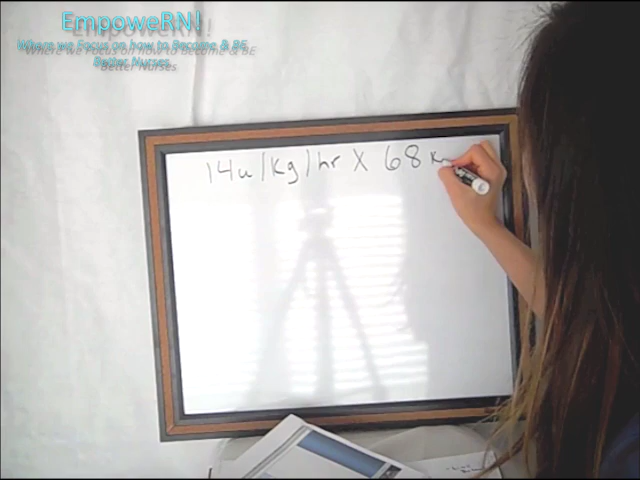 EmpoweRN!
Where we Focus on how to Become & BE
Better Nurses
14u/kg/hr X 68 K